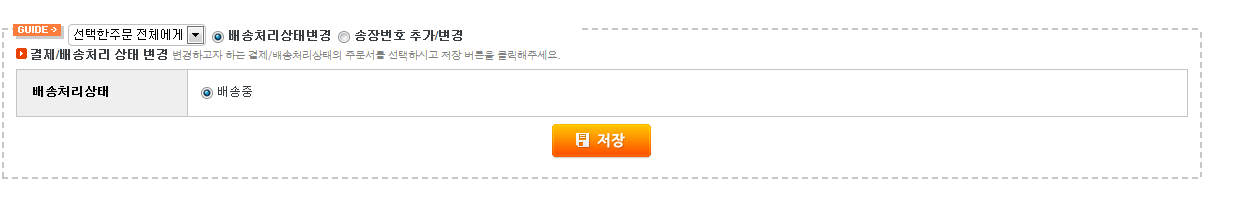 GUIDE 선택한주문 전체에게 배송처리상태변경 송장번호 추가/변경
결제/배송처리 상태 변경 변경하고자 하는 결제/배송처리상태의 주문서를 선택하시고 저장 버튼을 클릭해주세요.
배송처리상태 배송중
저장